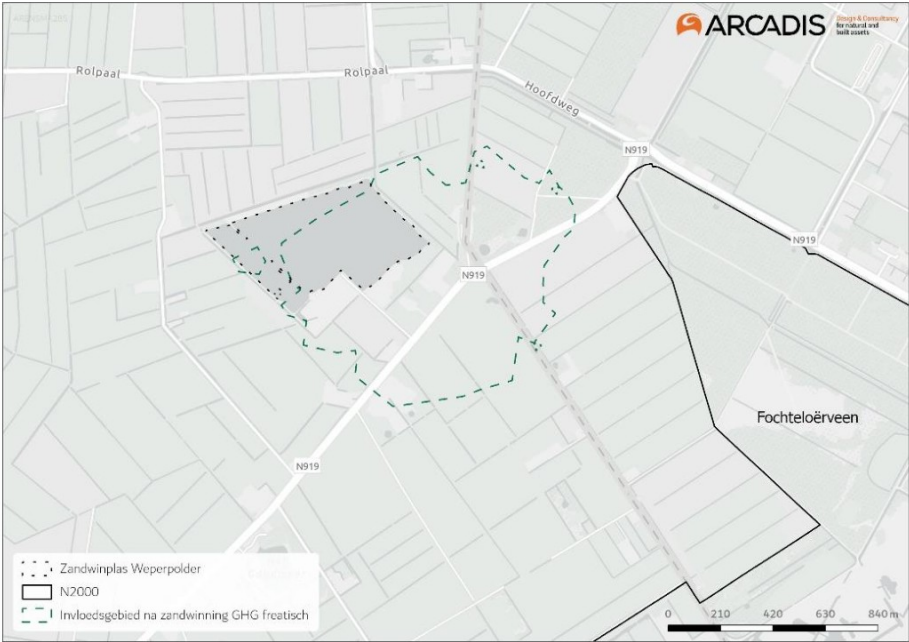 ARCADIS
Design & Consultancy
for natural and
built assets
Rolpaal
Rolpaal
Hoofdweg
N919
N919
N919
Fochteloërveen
N919
Zandwinplas Weperpolder
N2000
Invloedsgebied na zandwinning GHG freatisch
0 210 420 630 840 m